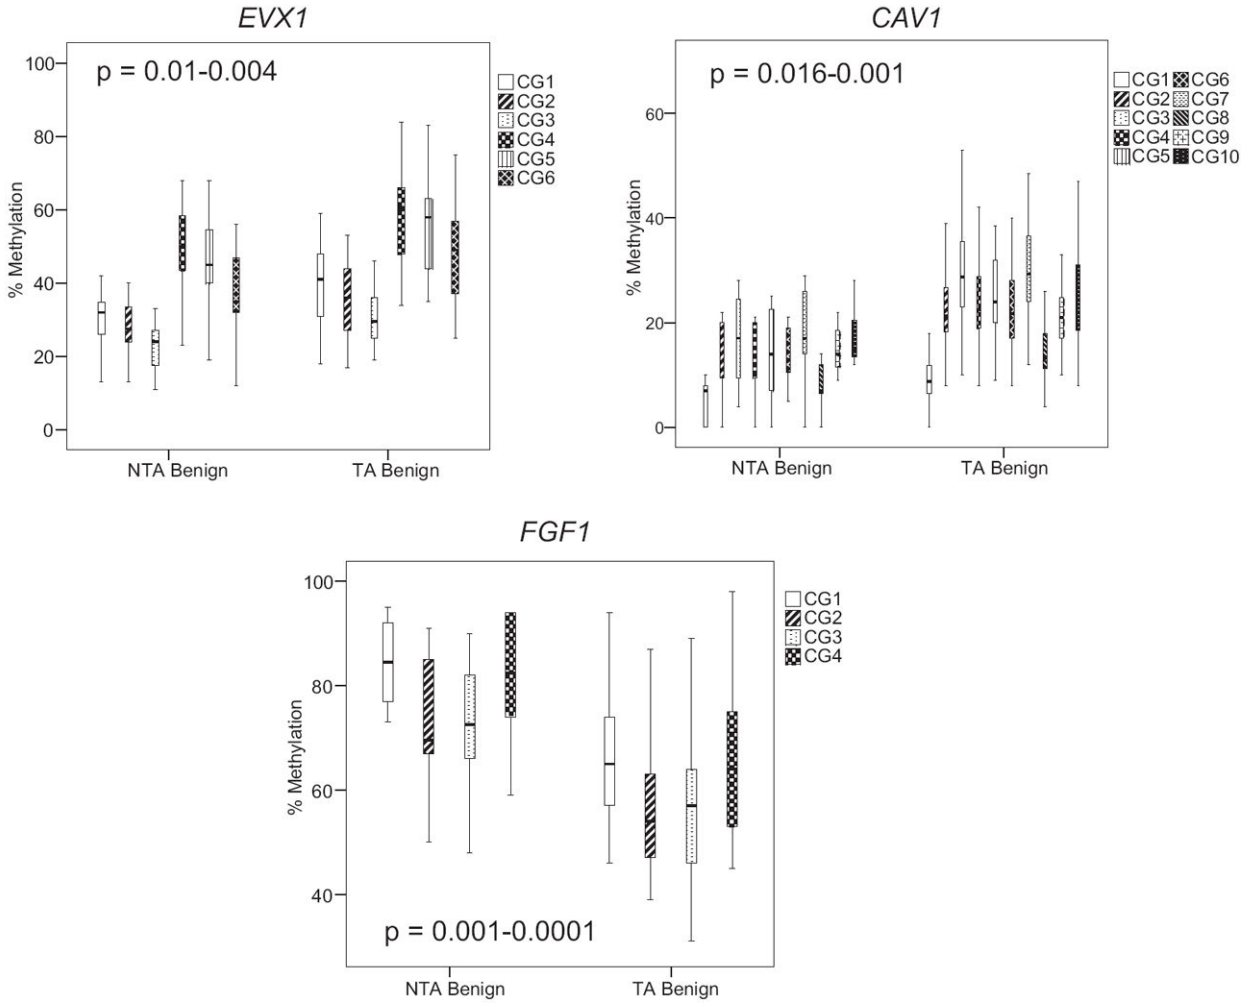 EVX1
p = 0.01-0.004
% Methylation
100
80
60
40
20
0
NTA Benign
TA Benign
CG1
CG2
CG3
CG4
CG5
CG6
CAV1
p = 0.016-0.001
% Methylation
60
40
20
0
NTA Benign
TA Benign
CG1 CG6
CG2 CG7
CG3 CG8
CG4 CG9
CG5 CG10
FGF1
% Methylation
100
80
60
40
p = 0.001-0.0001
NTA Benign
TA Benign
CG1
CG2
CG3
CG4